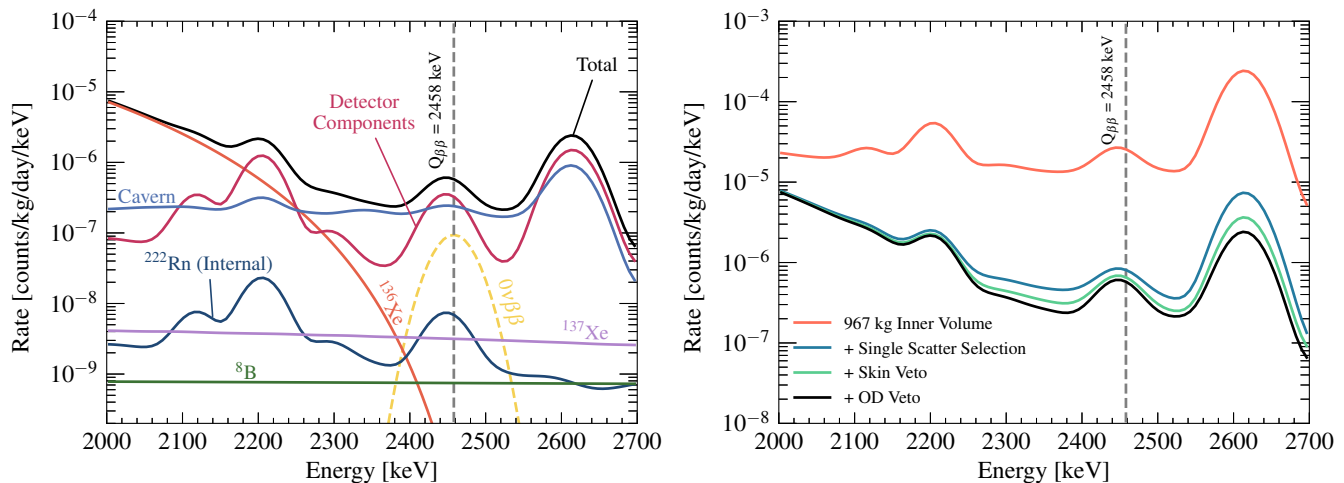 10⁻⁴
10⁻⁵
10⁻⁶
10⁻⁷
10⁻⁸
10⁻⁹
Rate [counts/kg/day/keV]
Q_ββ = 2458 keV
Total
Detector
Components
Cavern
²²²Rn (Internal)
¹³⁶Xe
0νββ
¹³⁷Xe
⁸B
2000 2100 2200 2300 2400 2500 2600 2700
Energy [keV]
10⁻³
10⁻⁴
10⁻⁵
10⁻⁶
10⁻⁷
10⁻⁸
Rate [counts/kg/day/keV]
Q_ββ = 2458 keV
967 kg Inner Volume
+ Single Scatter Selection
+ Skin Veto
+ OD Veto
2000 2100 2200 2300 2400 2500 2600 2700
Energy [keV]